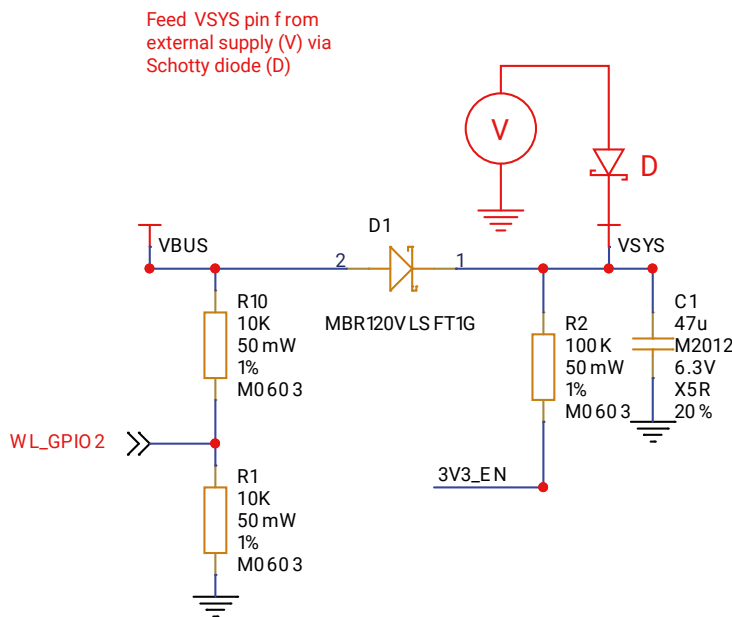 Feed VSYS pin from
external supply (V) via
Schotty diode (D)
V
D
D1
VBUS
VSYS
2
1
MBR120VLSFT1G
R10
10K
50mW
1%
M0603
R2
100K
50mW
1%
M0603
C1
47u
M2012
6.3V
X5R
20%
WL_GPIO2
R1
10K
50mW
1%
M0603
3V3_EN